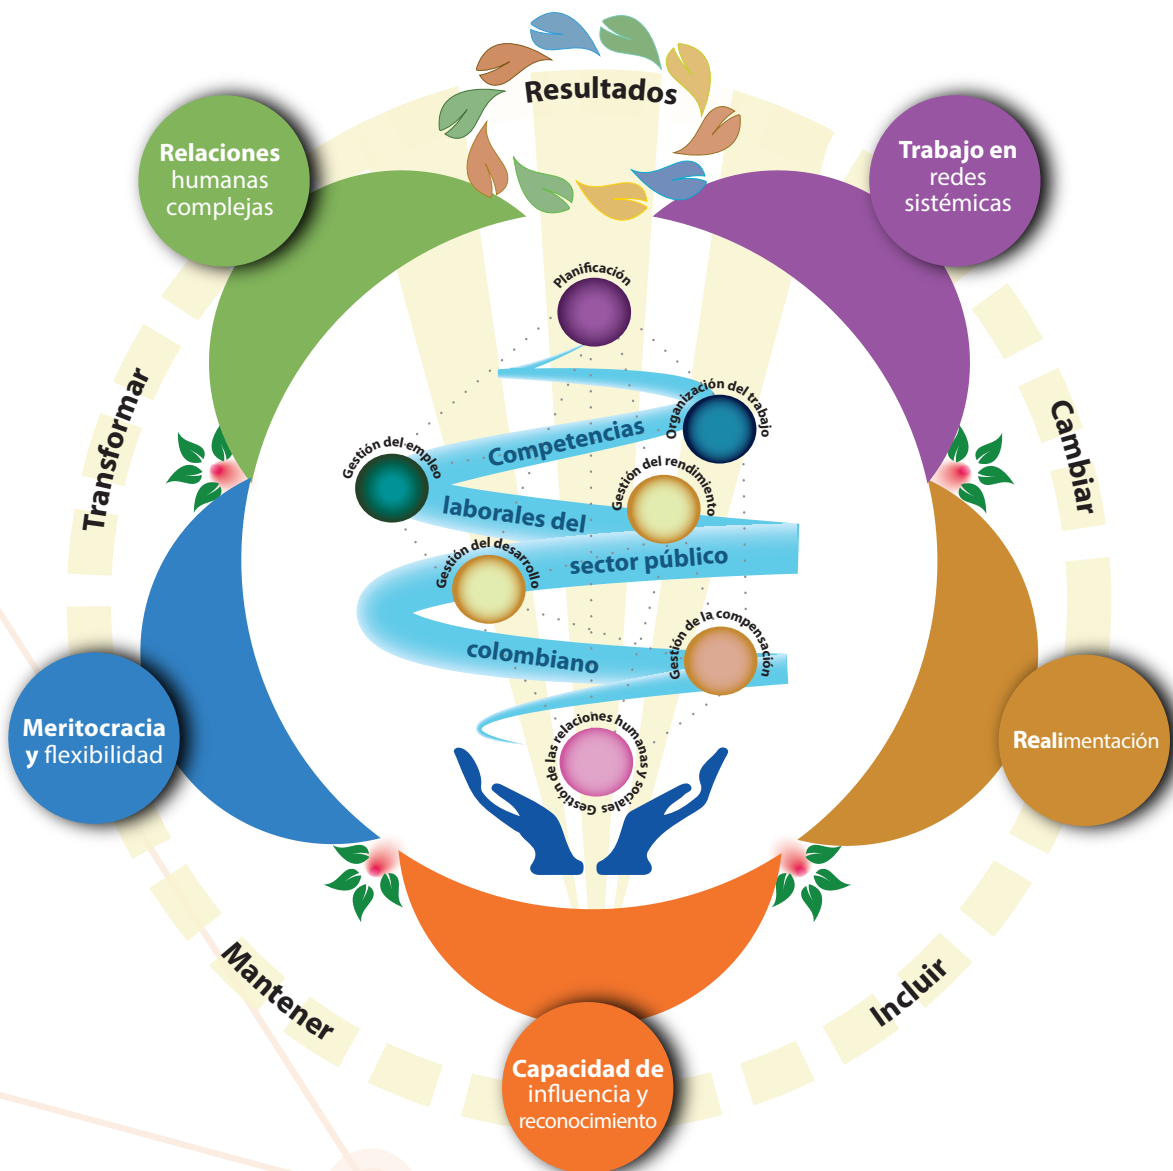 Resultados
Relaciones
humanas
complejas
Trabajo en
redes
sistémicas
Planificación
Organización del trabajo
Competencias
Gestión del empleo
Gestión del rendimiento
laborales del
sector público
Gestión del desarrollo
colombiano
Gestión de la compensación
Gestión de las relaciones humanas y sociales
Transformar
Cambiar
Meritocracia
y flexibilidad
Realimentación
Mantener
Incluir
Capacidad de
influencia y
reconocimiento